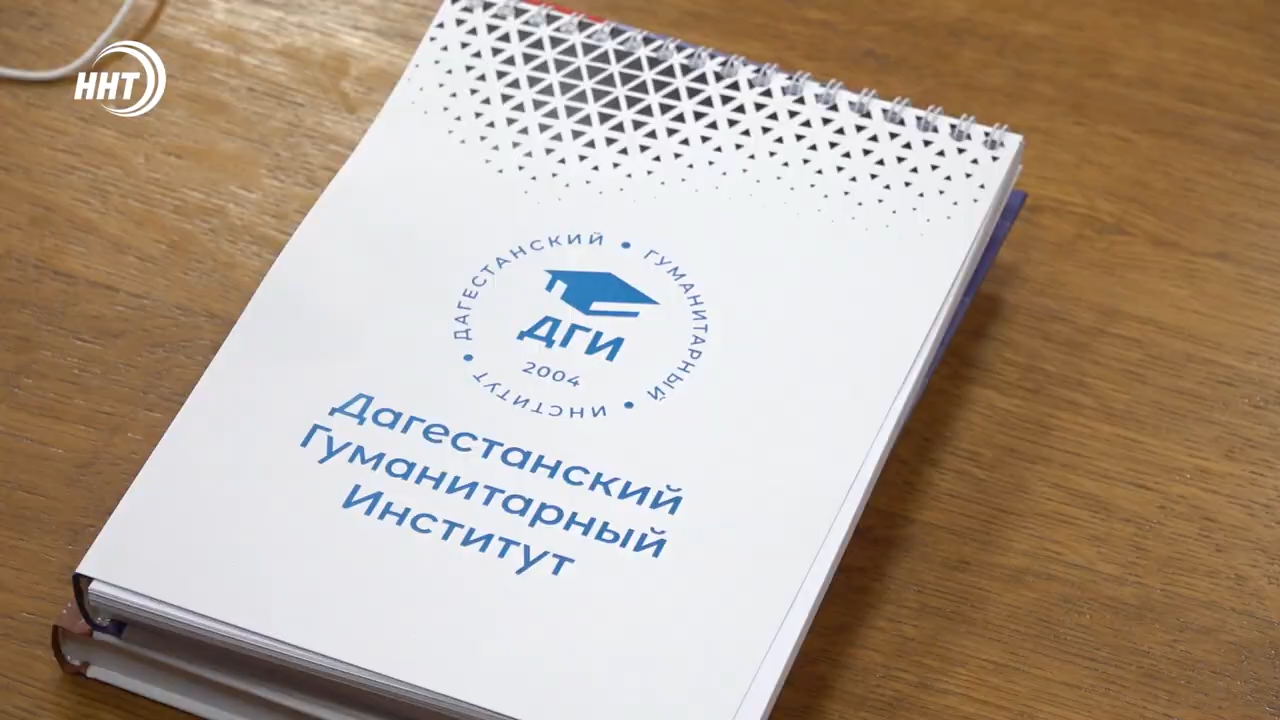 ННТ
ДАГЕСТАНСКИЙ • ГУМАНИТАРНЫЙ • ИНСТИТУТ •
ДГИ
2004
Дагестанский
Гуманитарный
Институт